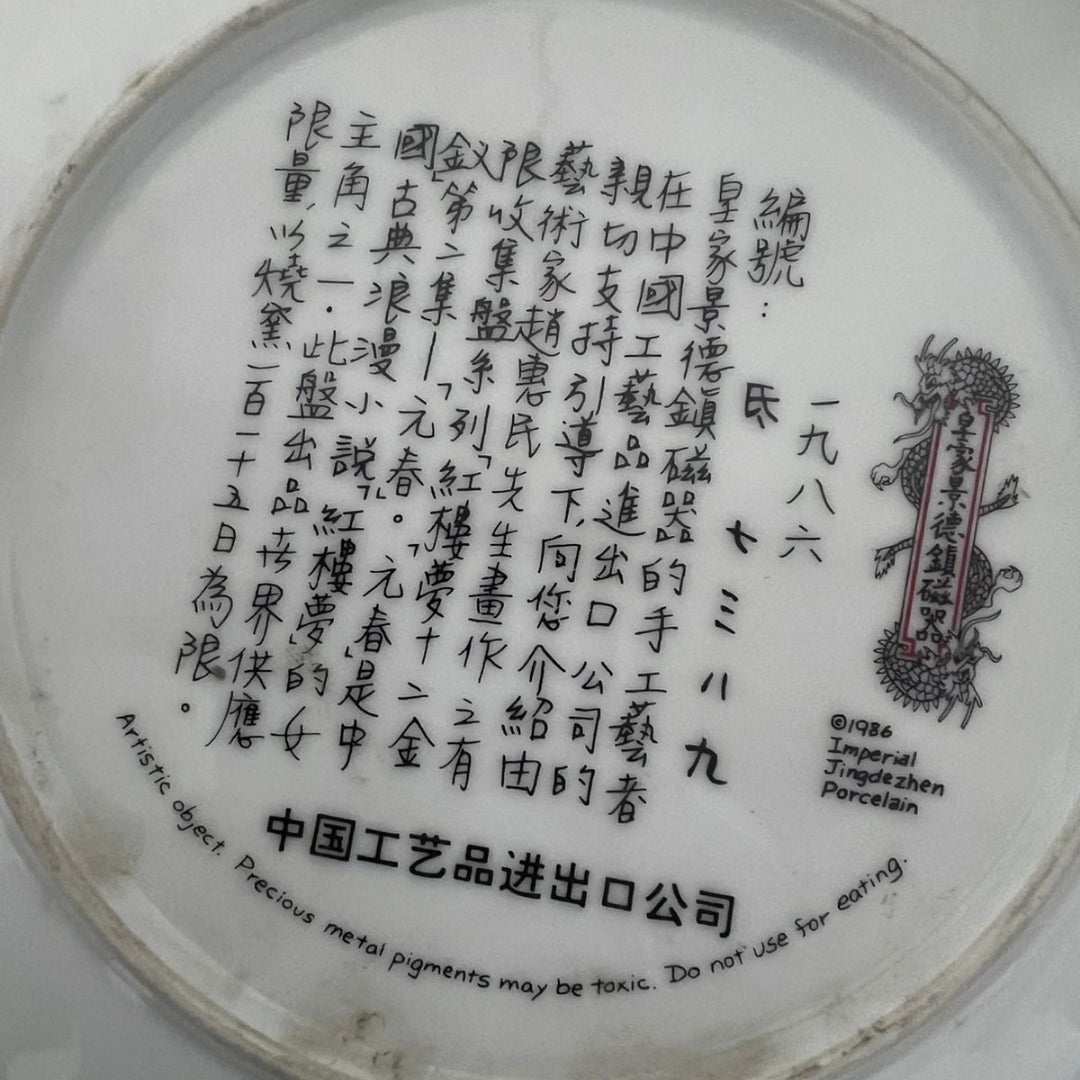 皇家景德鎮磁器
一九八六
編號: 七三八九
皇家景德鎮磁器的手工藝者
在中國工藝品進出口公司的
親切支持引導下,向您介紹由
藝術家趙惠民先生畫作之有
限收集盤系列「紅樓夢十二金
釵」第二集—「元春」。「元春」是中
國古典浪漫小說「紅樓夢」的女
主角之一.此盤出品世界供應
限量,以燒窯一百一十五日為限。
©1986
Imperial
Jingdezhen
Porcelain
中国工艺品进出口公司
Artistic object. Precious metal pigments may be toxic. Do not use for eating.